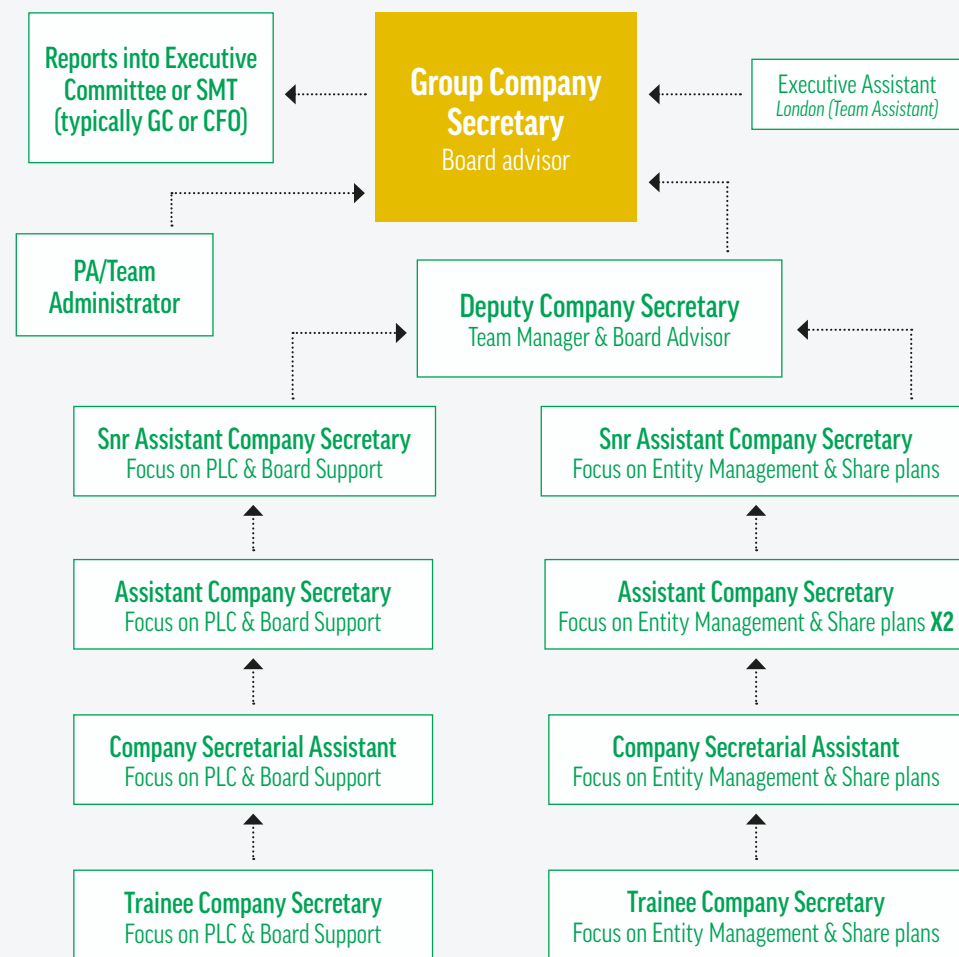 Reports into Executive
Committee or SMT
(typically GC or CFO)
Group Company
Secretary
Board advisor
Executive Assistant
London (Team Assistant)
PA/Team
Administrator
Deputy Company Secretary
Team Manager & Board Advisor
Snr Assistant Company Secretary
Focus on PLC & Board Support
Snr Assistant Company Secretary
Focus on Entity Management & Share plans
Assistant Company Secretary
Focus on PLC & Board Support
Assistant Company Secretary
Focus on Entity Management & Share plans X2
Company Secretarial Assistant
Focus on PLC & Board Support
Company Secretarial Assistant
Focus on Entity Management & Share plans
Trainee Company Secretary
Focus on PLC & Board Support
Trainee Company Secretary
Focus on Entity Management & Share plans